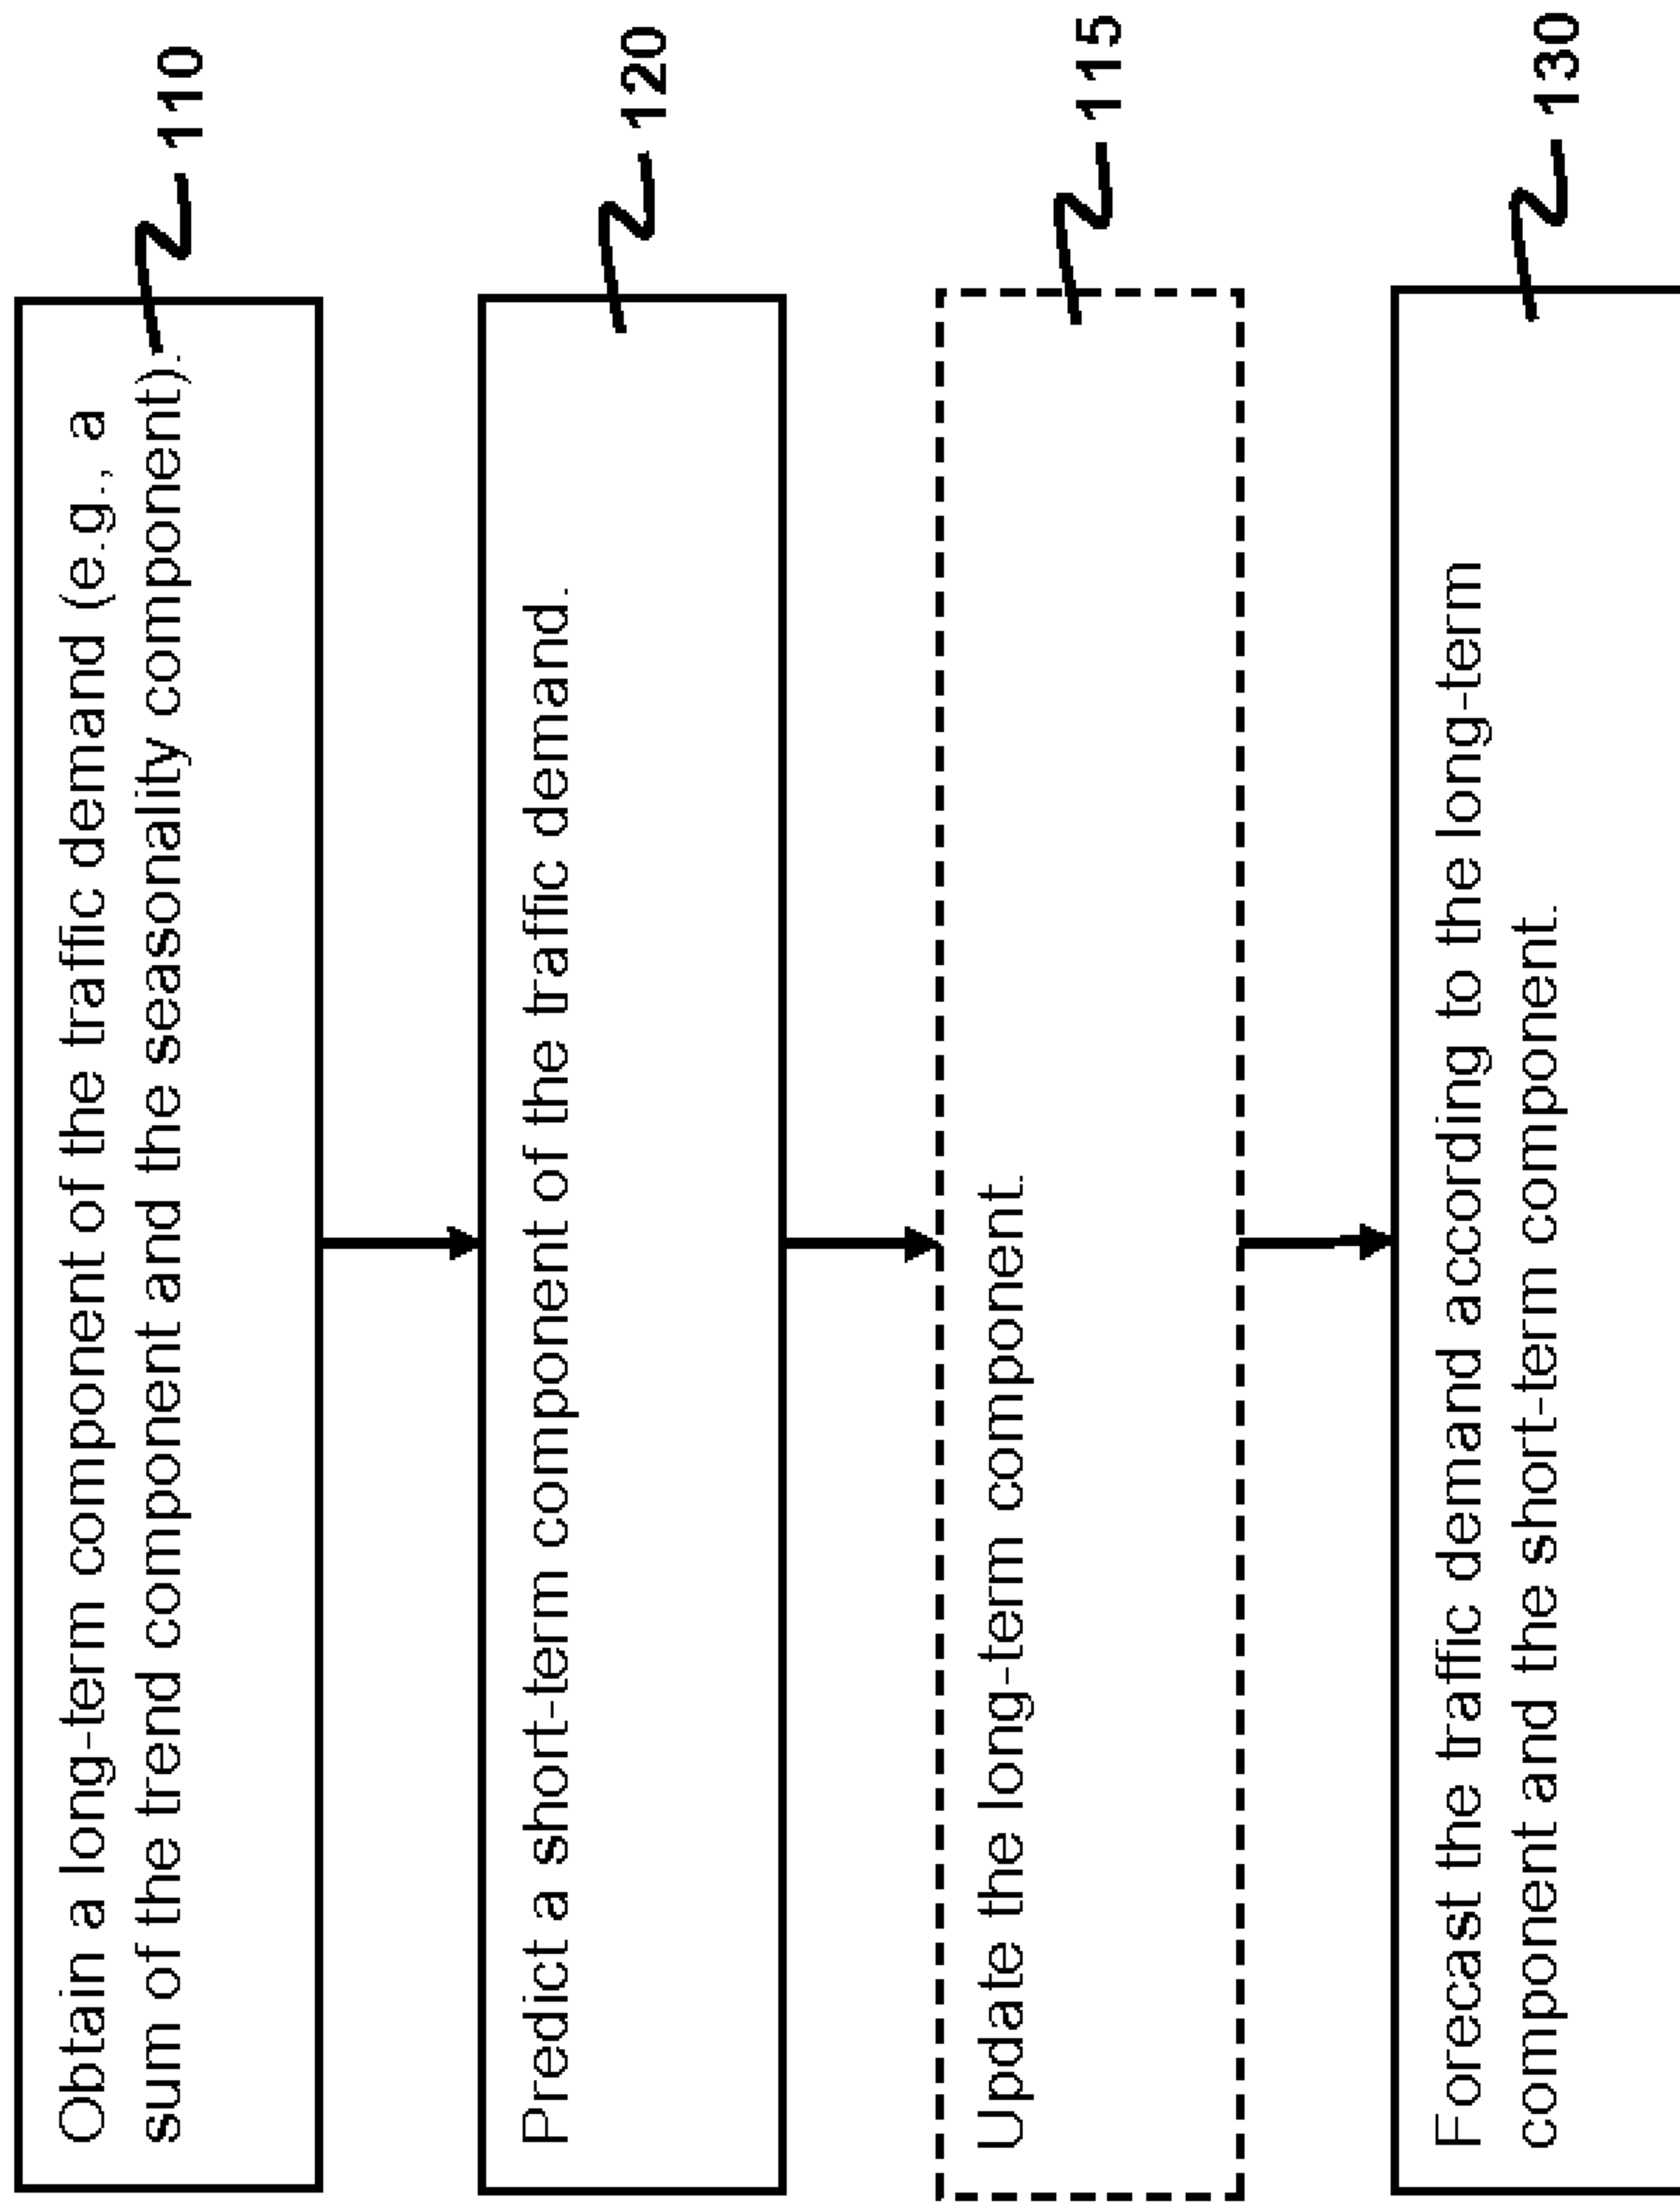 Obtain a long-term component of the traffic demand (e.g., a
sum of the trend component and the seasonality component).
110
Predict a short-term component of the traffic demand.
120
Update the long-term component.
115
Forecast the traffic demand according to the long-term
component and the short-term component.
130